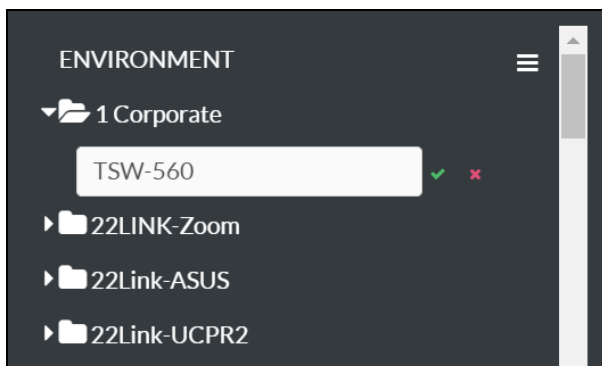 ENVIRONMENT
1 Corporate
TSW-560
22LINK-Zoom
22Link-ASUS
22Link-UCPR2